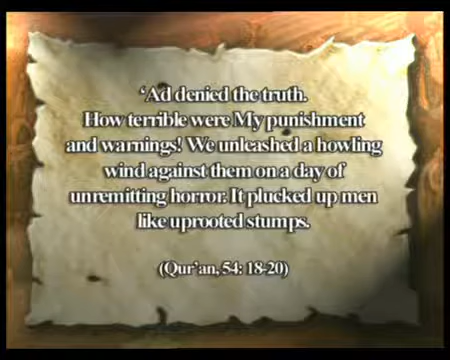 ‘Ad denied the truth.
How terrible were My punishment
and warnings! We unleashed a howling
wind against them on a day of
unremitting horror. It plucked up men
like uprooted stumps.
(Qur’an, 54: 18-20)